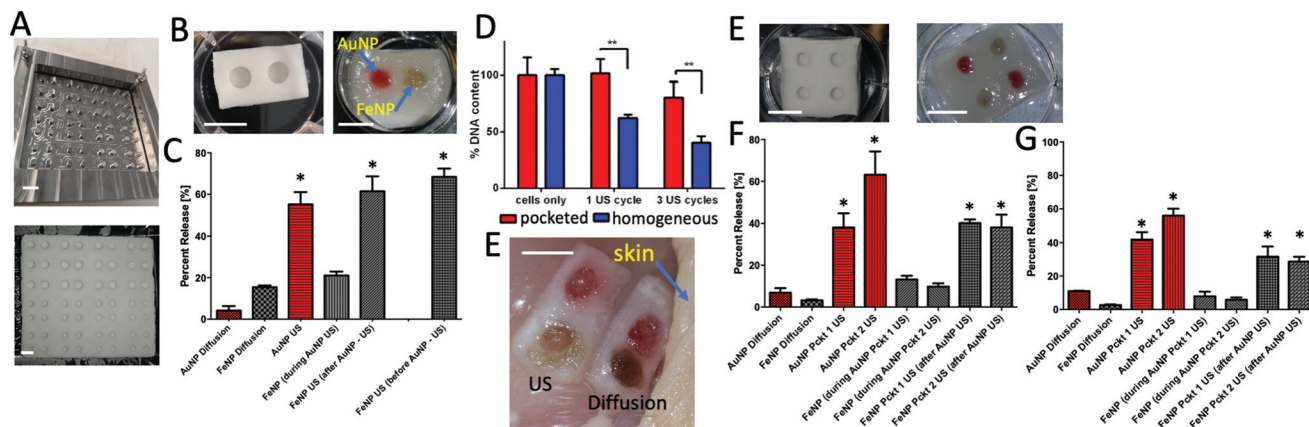 A
B
AuNP
FeNP
C
Percent Release [%]
80
60
40
20
0
AuNP Diffusion
FeNP Diffusion
AuNP US
FeNP (during AuNP US)
FeNP US (after AuNP - US)
FeNP US (before AuNP - US)
*
*
*
D
% DNA content
100
50
0
**
**
cells only
1 US cycle
3 US cycles
pocketed
homogeneous
E
skin
US
Diffusion
E
F
Percent Release [%]
80
60
40
20
0
*
*
*
*
AuNP Diffusion
FeNP Diffusion
AuNP Pckt 1 US
AuNP Pckt 2 US
FeNP (during AuNP Pckt 1 US)
FeNP (during AuNP Pckt 2 US)
FeNP Pckt 1 US (after AuNP US)
FeNP Pckt 2 US (after AuNP US)
G
Percent Release [%]
100
80
60
40
20
0
*
*
*
*
AuNP Diffusion
FeNP Diffusion
AuNP Pckt 1 US
AuNP Pckt 2 US
FeNP (during AuNP Pckt 1 US)
FeNP (during AuNP Pckt 2 US)
FeNP Pckt 1 US (after AuNP US)
FeNP Pckt 2 US (after AuNP US)